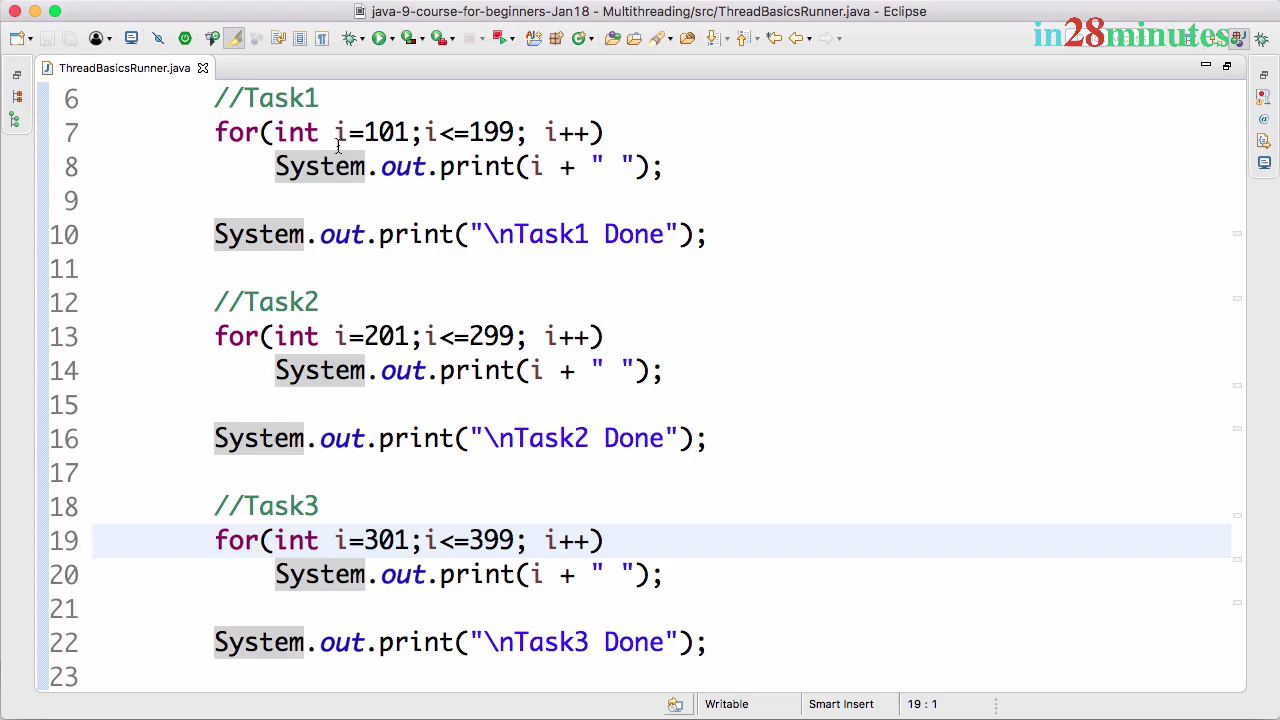 java-9-course-for-beginners-Jan18 - Multithreading/src/ThreadBasicsRunner.java - Eclipse
in28minutes
ThreadBasicsRunner.java
6 //Task1
7 for(int i=101;i<=199; i++)
8 System.out.print(i + " ");
9
10 System.out.print("\nTask1 Done");
11
12 //Task2
13 for(int i=201;i<=299; i++)
14 System.out.print(i + " ");
15
16 System.out.print("\nTask2 Done");
17
18 //Task3
19 for(int i=301;i<=399; i++)
20 System.out.print(i + " ");
21
22 System.out.print("\nTask3 Done");
23
Writable Smart Insert 19 : 1